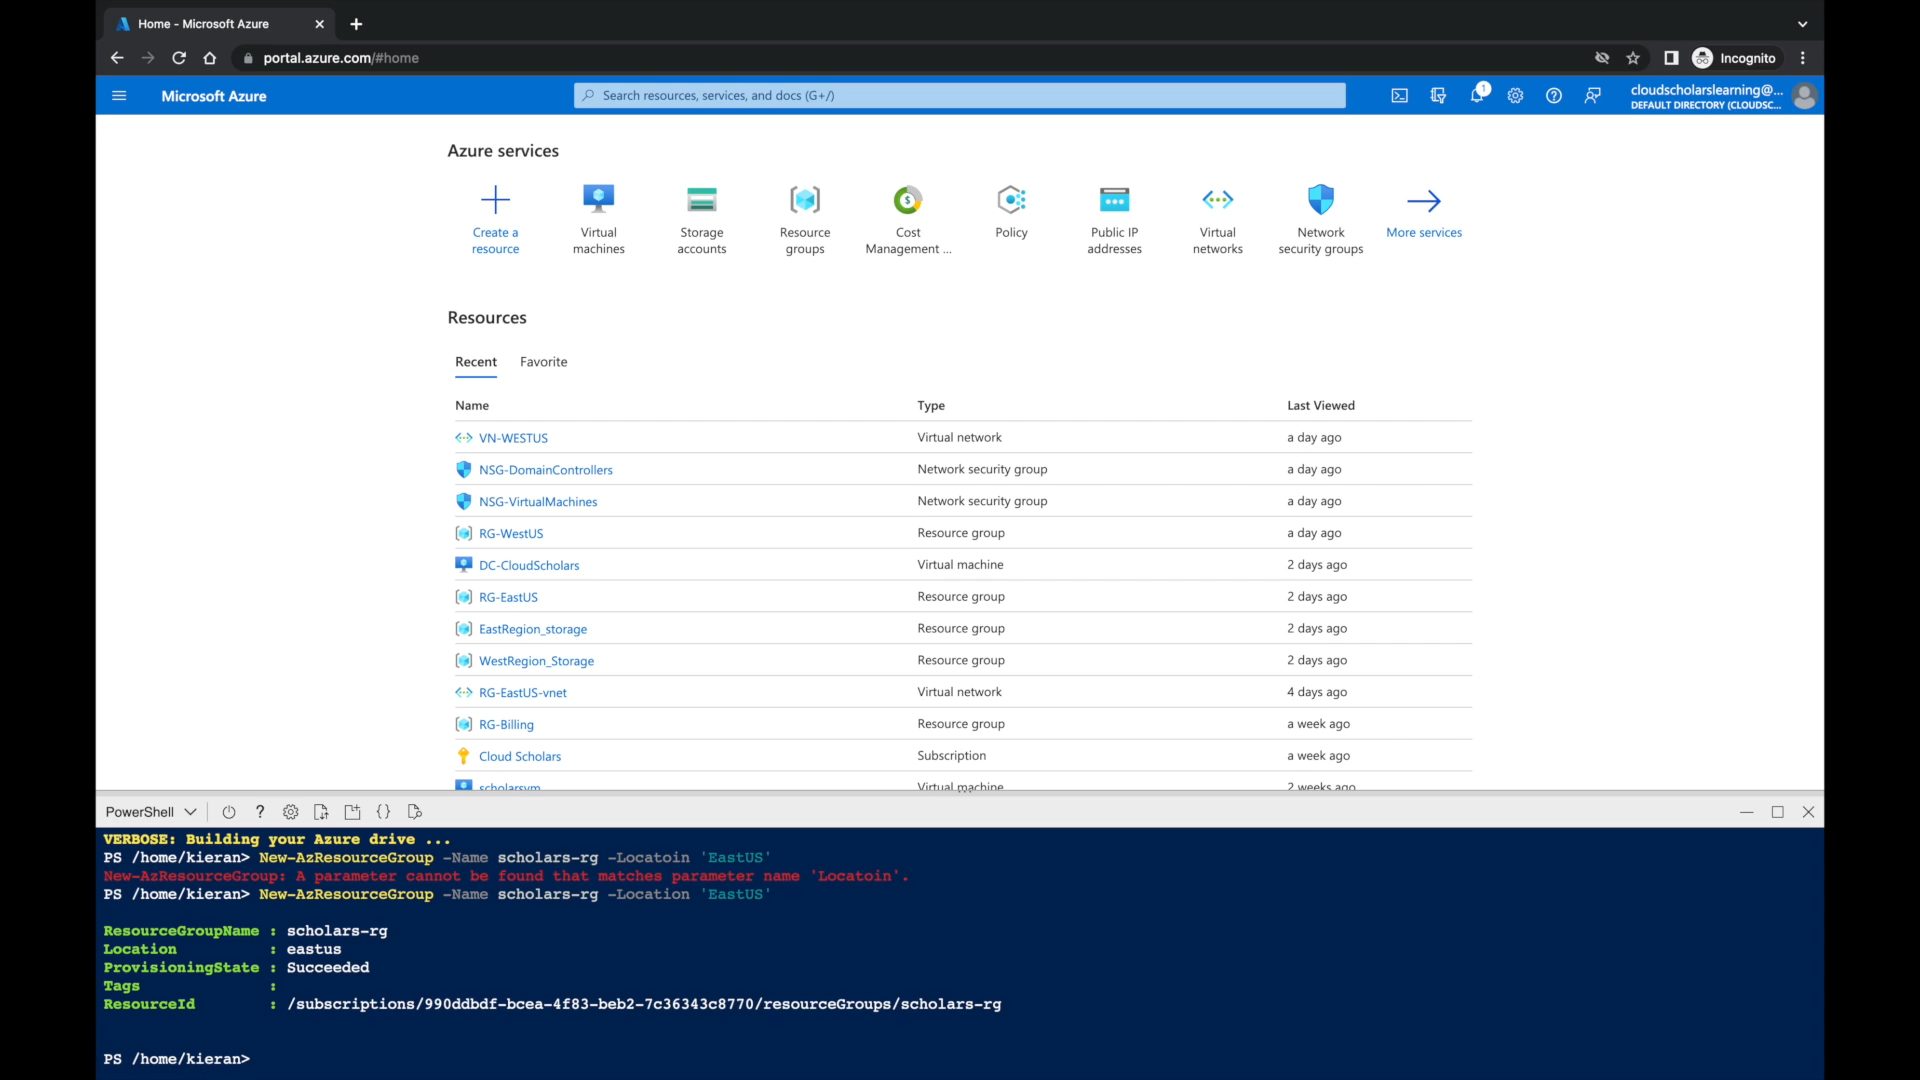 Home - Microsoft Azure
portal.azure.com/#home
Incognito
Microsoft Azure
Search resources, services, and docs (G+/)
1
cloudscholarslearning@...
DEFAULT DIRECTORY (CLOUDSC...
Azure services
Create a resource
Virtual machines
Storage accounts
Resource groups
Cost Management ...
Policy
Public IP addresses
Virtual networks
Network security groups
More services
Resources
Recent Favorite
Name Type Last Viewed
VN-WESTUS Virtual network a day ago
NSG-DomainControllers Network security group a day ago
NSG-VirtualMachines Network security group a day ago
RG-WestUS Resource group a day ago
DC-CloudScholars Virtual machine 2 days ago
RG-EastUS Resource group 2 days ago
EastRegion_storage Resource group 2 days ago
WestRegion_Storage Resource group 2 days ago
RG-EastUS-vnet Virtual network 4 days ago
RG-Billing Resource group a week ago
Cloud Scholars Subscription a week ago
scholarsvm Virtual machine 2 weeks ago
PowerShell
VERBOSE: Building your Azure drive ...
PS /home/kieran> New-AzResourceGroup -Name scholars-rg -Locatoin 'EastUS'
New-AzResourceGroup: A parameter cannot be found that matches parameter name 'Locatoin'.
PS /home/kieran> New-AzResourceGroup -Name scholars-rg -Location 'EastUS'
ResourceGroupName : scholars-rg
Location : eastus
ProvisioningState : Succeeded
Tags :
ResourceId : /subscriptions/990ddbdf-bcea-4f83-beb2-7c36343c8770/resourceGroups/scholars-rg
PS /home/kieran>